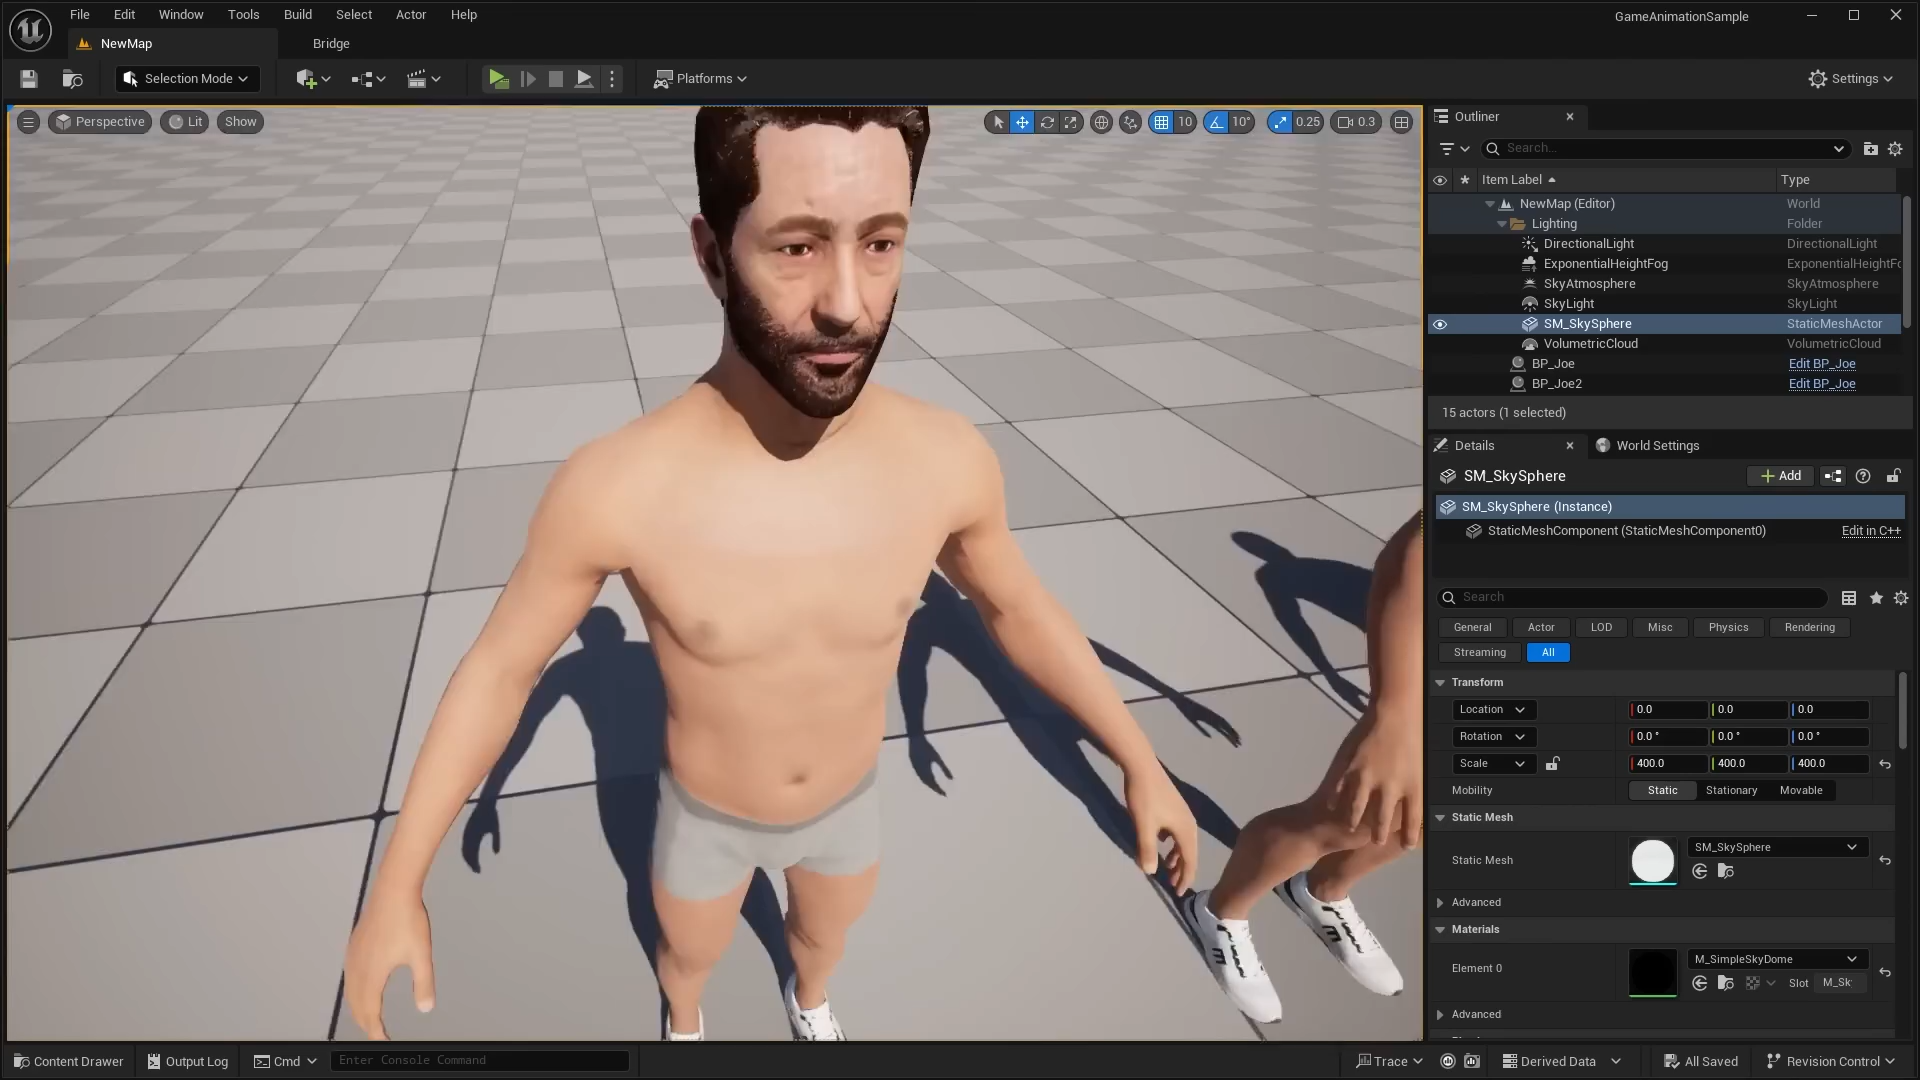 File Edit Window Tools Build Select Actor Help
GameAnimationSample
NewMap
Bridge
Selection Mode
Platforms
Settings
Perspective Lit Show
10 10° 0.25 0.3
Outliner
Search...
Item Label Type
NewMap (Editor) World
Lighting Folder
DirectionalLight DirectionalLight
ExponentialHeightFog ExponentialHeightFo
SkyAtmosphere SkyAtmosphere
SkyLight SkyLight
SM_SkySphere StaticMeshActor
VolumetricCloud VolumetricCloud
BP_Joe Edit BP_Joe
BP_Joe2 Edit BP_Joe
15 actors (1 selected)
Details World Settings
SM_SkySphere Add
SM_SkySphere (Instance)
StaticMeshComponent (StaticMeshComponent0) Edit in C++
Search
General Actor LOD Misc Physics Rendering
Streaming All
Transform
Location 0.0 0.0 0.0
Rotation 0.0 ° 0.0 ° 0.0 °
Scale 400.0 400.0 400.0
Mobility Static Stationary Movable
Static Mesh
Static Mesh SM_SkySphere
Advanced
Materials
Element 0 M_SimpleSkyDome
Slot M_Sk
Advanced
Content Drawer Output Log Cmd Enter Console Command
Trace Derived Data All Saved Revision Control